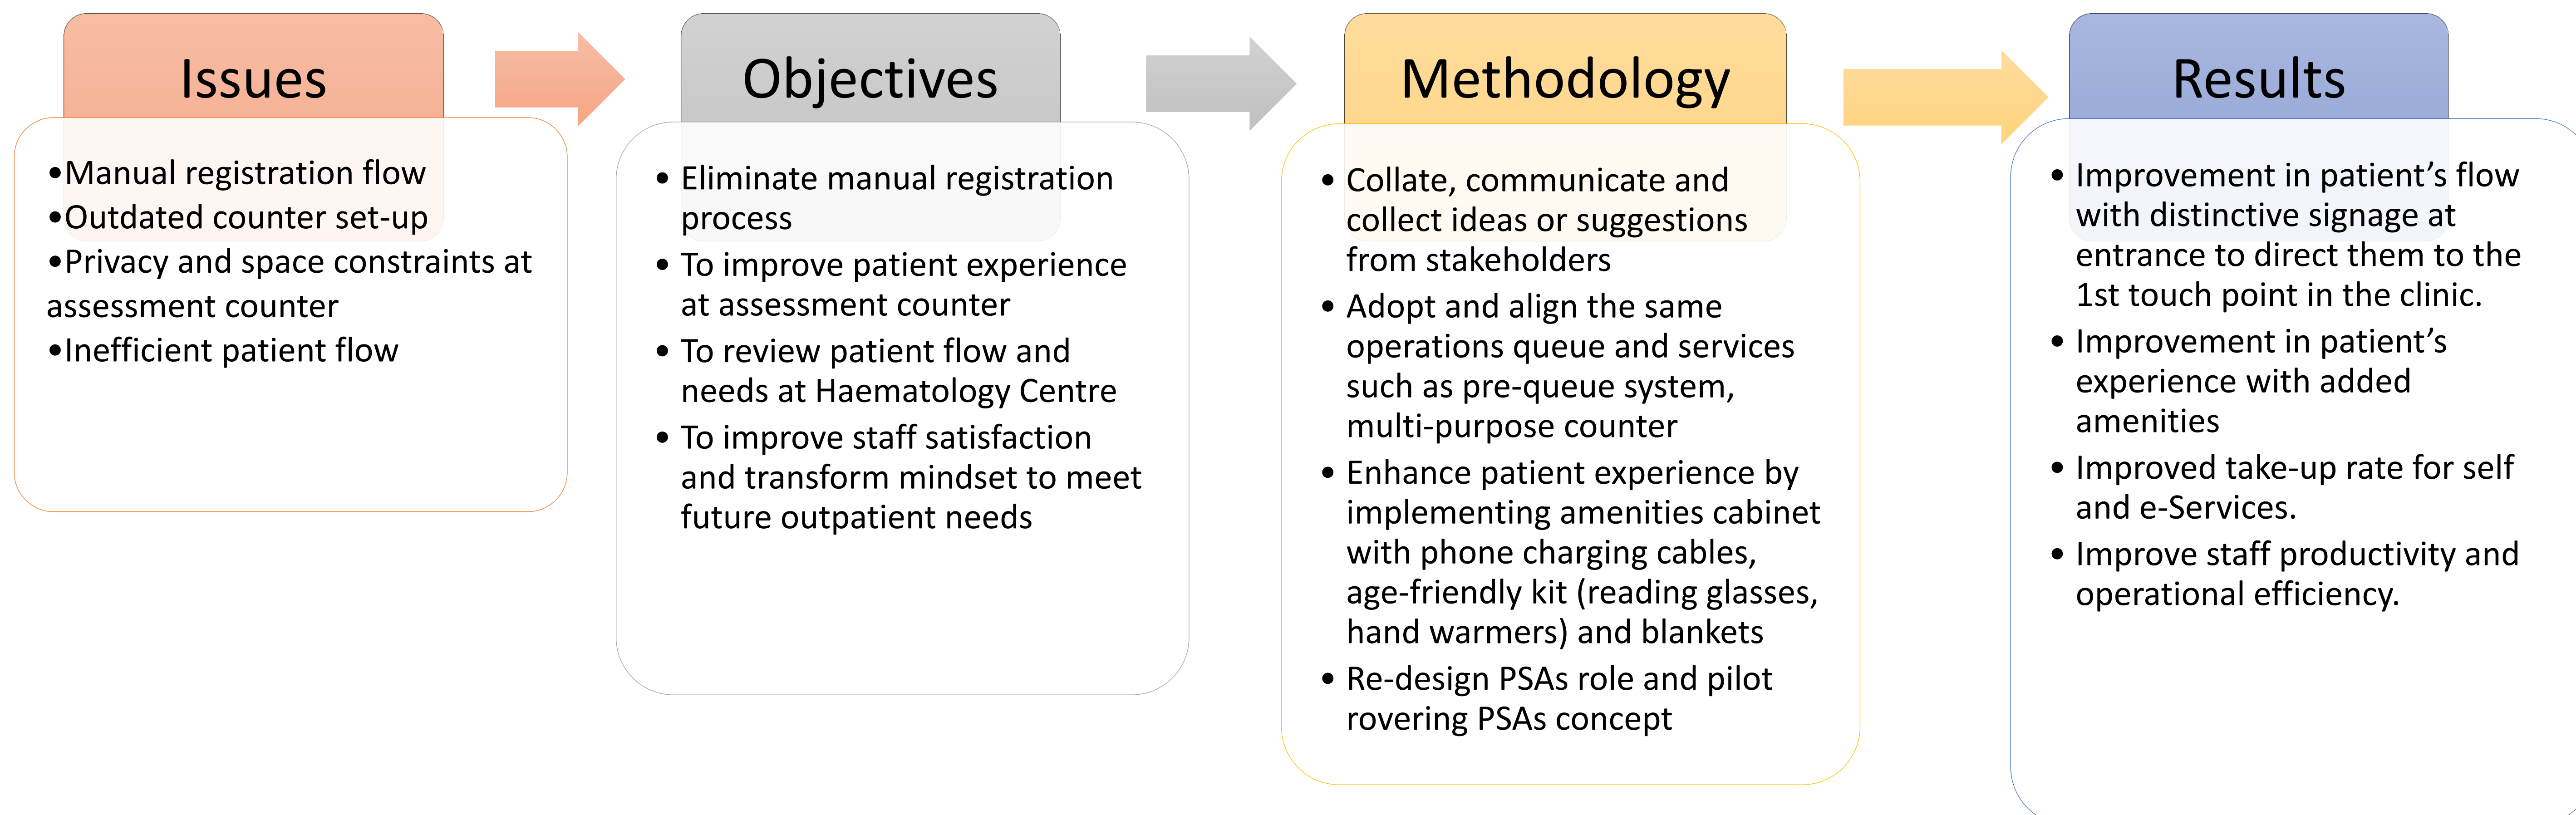 Issues
•Manual registration flow
•Outdated counter set-up
•Privacy and space constraints at
assessment counter
•Inefficient patient flow
Objectives
• Eliminate manual registration
process
• To improve patient experience
at assessment counter
• To review patient flow and
needs at Haematology Centre
• To improve staff satisfaction
and transform mindset to meet
future outpatient needs
Methodology
• Collate, communicate and
collect ideas or suggestions
from stakeholders
• Adopt and align the same
operations queue and services
such as pre-queue system,
multi-purpose counter
• Enhance patient experience by
implementing amenities cabinet
with phone charging cables,
age-friendly kit (reading glasses,
hand warmers) and blankets
• Re-design PSAs role and pilot
rovering PSAs concept
Results
• Improvement in patient’s flow
with distinctive signage at
entrance to direct them to the
1st touch point in the clinic.
• Improvement in patient’s
experience with added
amenities
• Improved take-up rate for self
and e-Services.
• Improve staff productivity and
operational efficiency.